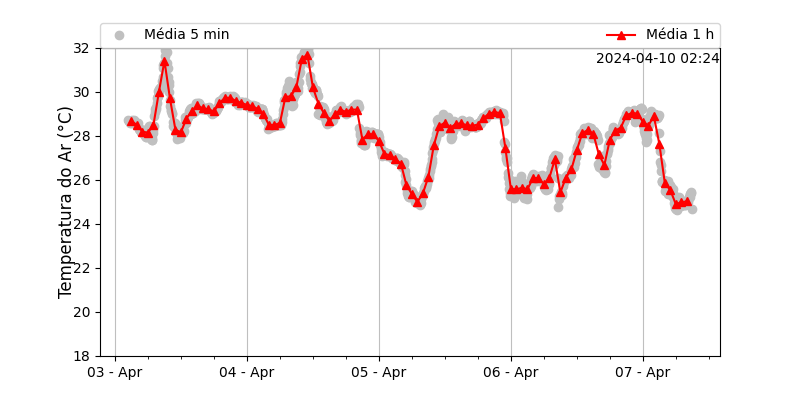 Média 5 min
Média 1 h
2024-04-10 02:24
Temperatura do Ar (°C)
32
30
28
26
24
22
20
18
03 - Apr
04 - Apr
05 - Apr
06 - Apr
07 - Apr